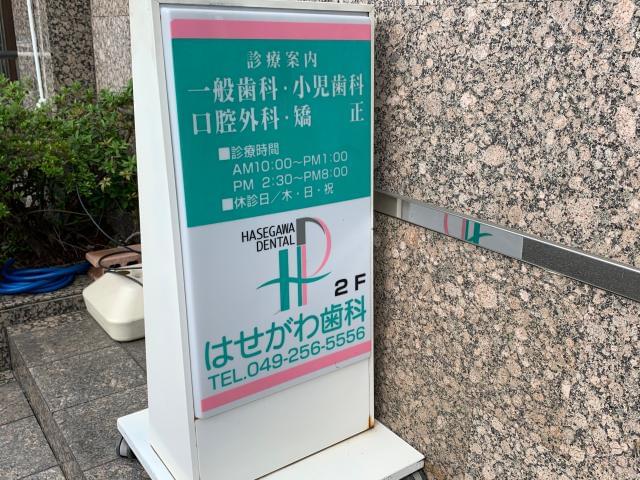 診療案内
一般歯科・小児歯科
口腔外科・矯　正
■診療時間
AM10:00～PM1:00
PM 2:30～PM8:00
■休診日／木・日・祝
HASEGAWA
DENTAL
2F
はせがわ歯科
TEL.049-256-5556